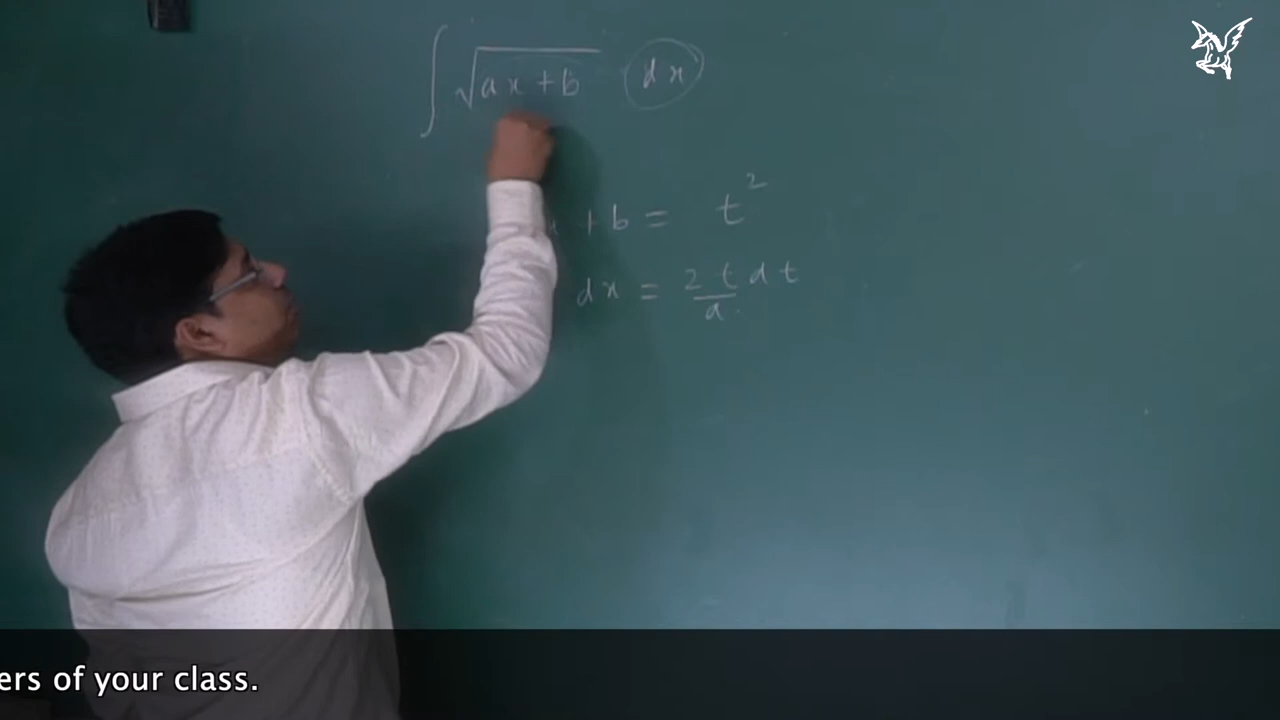 ∫ √(ax + b) dx
+ b = t²
dx = 2t/a dt
ers of your class.